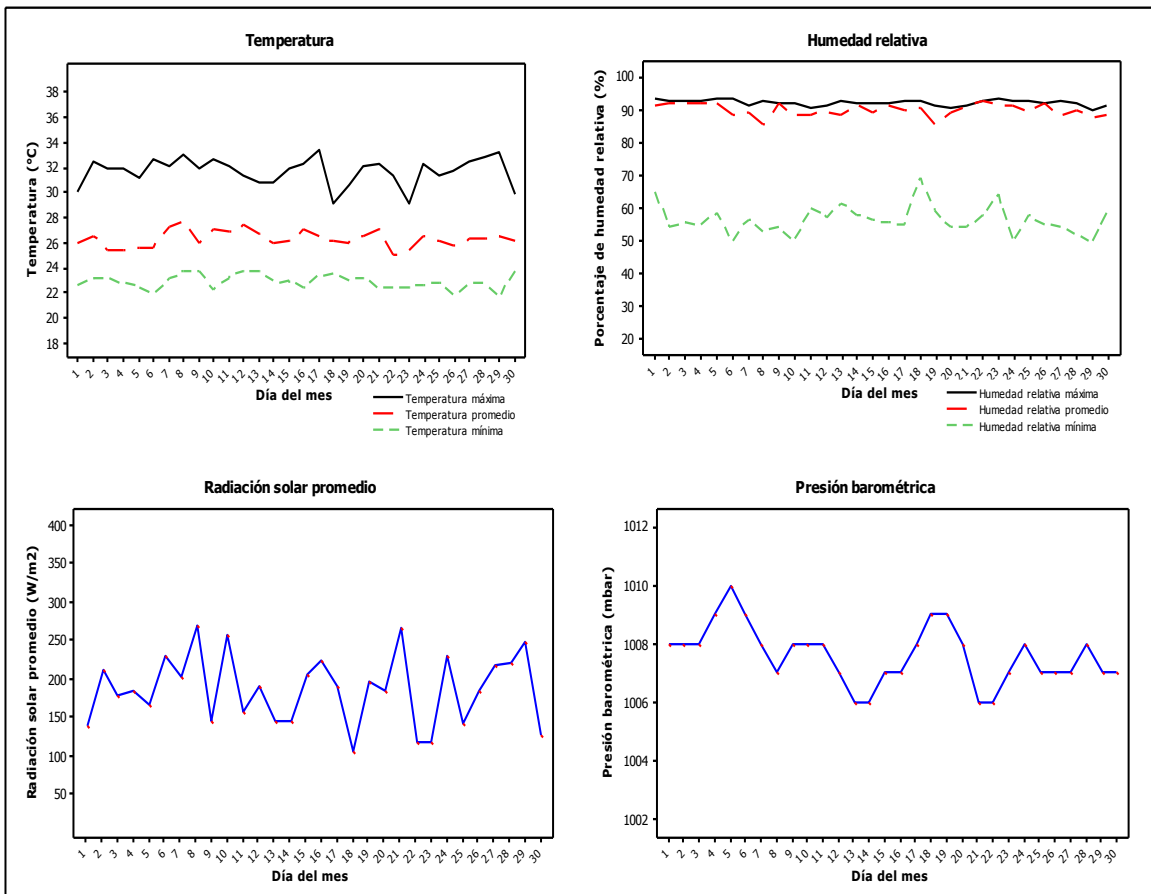 Temperatura
Temperatura (°C)
38
36
34
32
30
28
26
24
22
20
18
1 2 3 4 5 6 7 8 9 10 11 12 13 14 15 16 17 18 19 20 21 22 23 24 25 26 27 28 29 30
Día del mes
Temperatura máxima
Temperatura promedio
Temperatura mínima
Humedad relativa
Porcentaje de humedad relativa (%)
100
90
80
70
60
50
40
30
20
1 2 3 4 5 6 7 8 9 10 11 12 13 14 15 16 17 18 19 20 21 22 23 24 25 26 27 28 29 30
Día del mes
Humedad relativa máxima
Humedad relativa promedio
Humedad relativa mínima
Radiación solar promedio
Radiación solar promedio (W/m2)
400
350
300
250
200
150
100
50
1 2 3 4 5 6 7 8 9 10 11 12 13 14 15 16 17 18 19 20 21 22 23 24 25 26 27 28 29 30
Día del mes
Presión barométrica
Presión barométrica (mbar)
1012
1010
1008
1006
1004
1002
1 2 3 4 5 6 7 8 9 10 11 12 13 14 15 16 17 18 19 20 21 22 23 24 25 26 27 28 29 30
Día del mes